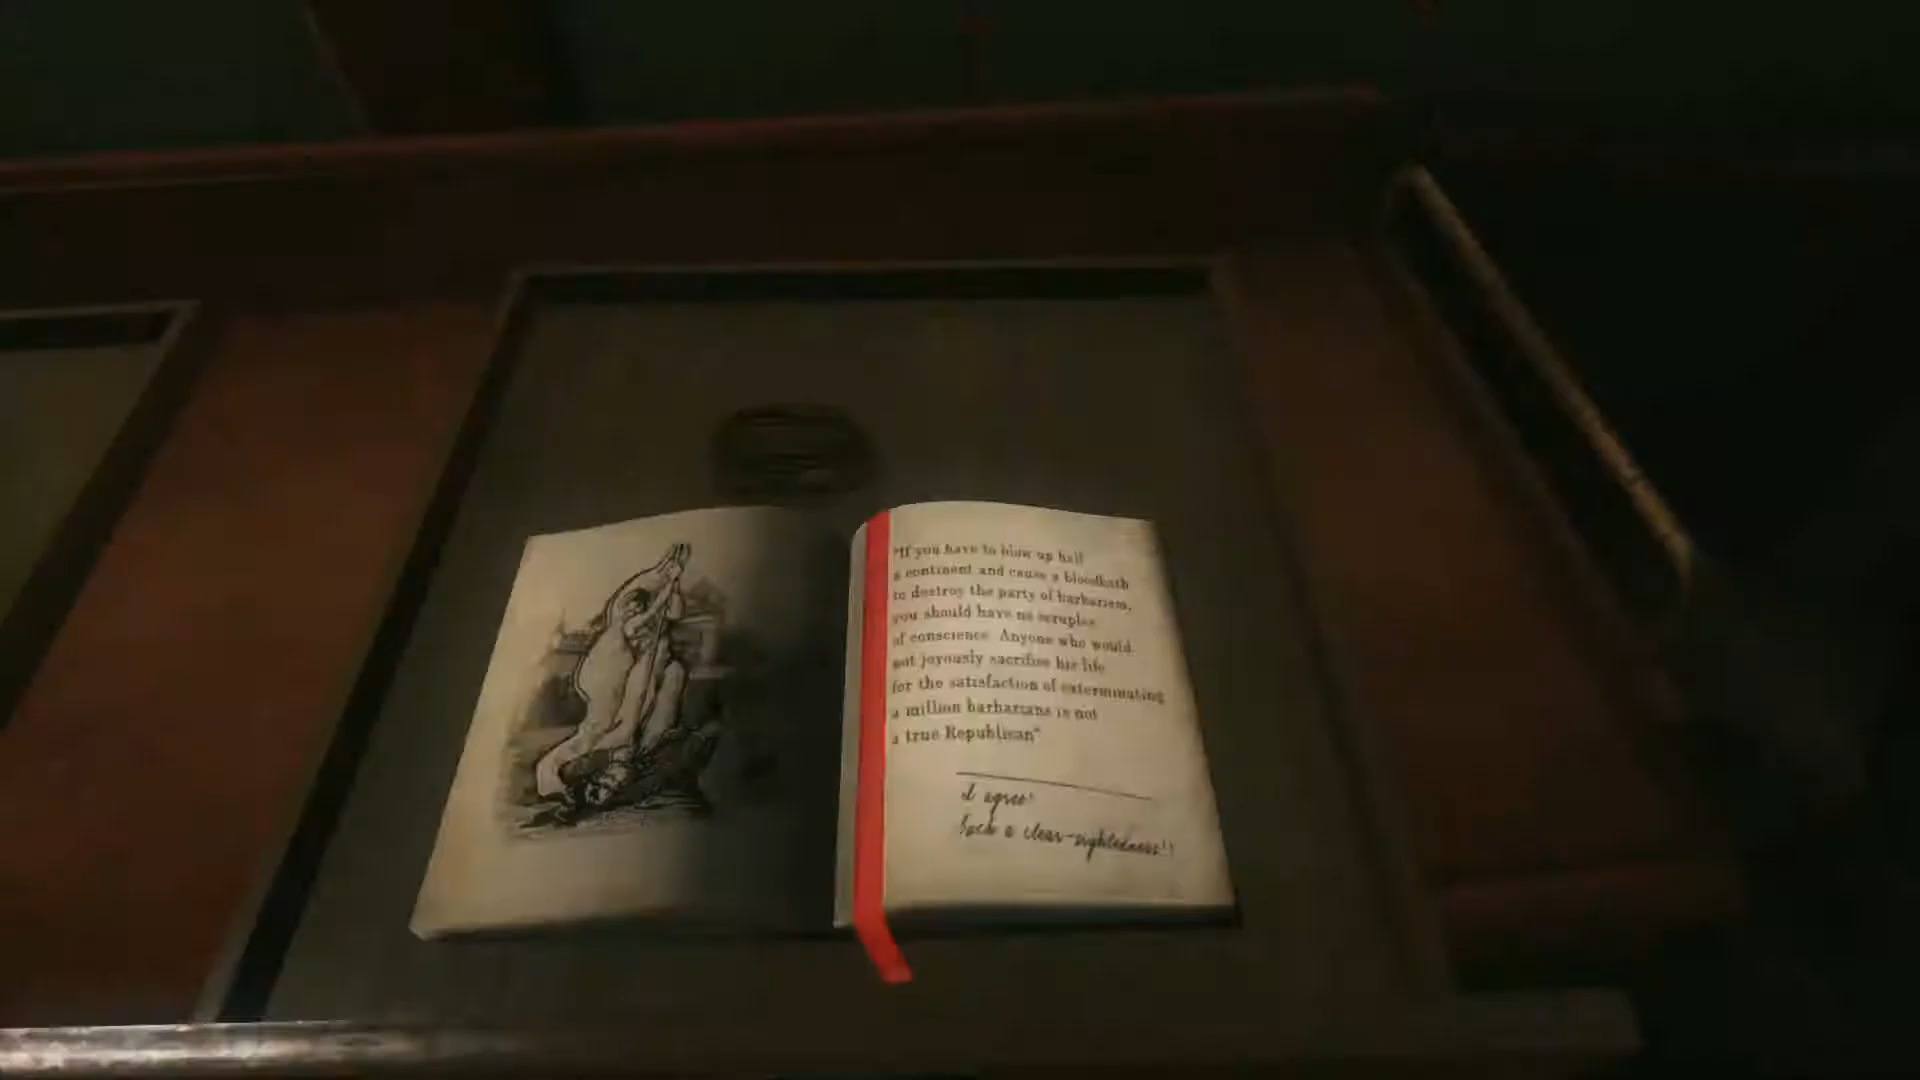 "If you have to blow up half
a continent and cause a bloodbath
to destroy the party of barbarism,
you should have no scruples
of conscience. Anyone who would
not joyously sacrifice his life
for the satisfaction of exterminating
a million barbarians is not
a true Republican"
I agree!
Such a clear-sightedness!!